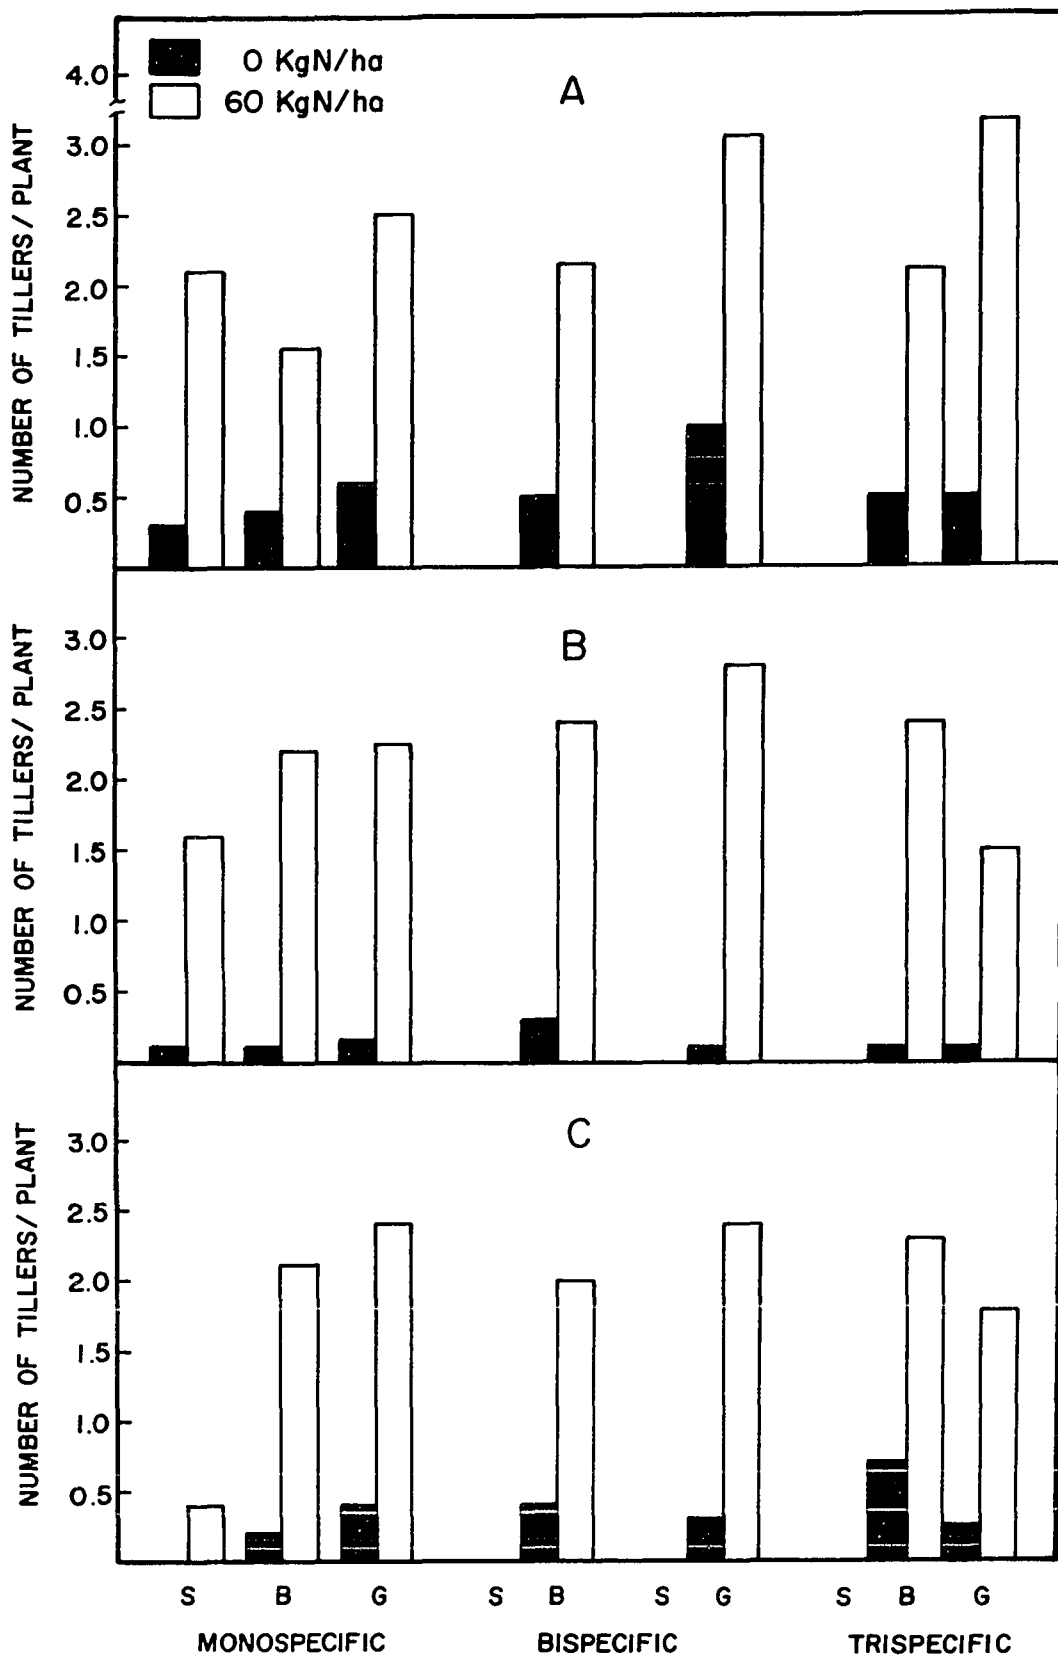 0 KgN/ha
60 KgN/ha
A
NUMBER OF TILLERS/PLANT
4.0
3.0
2.5
2.0
1.5
1.0
0.5
B
NUMBER OF TILLERS/PLANT
3.0
2.5
2.0
1.5
1.0
0.5
C
NUMBER OF TILLERS/PLANT
3.0
2.5
2.0
1.5
1.0
0.5
S B G S B S G S B G
MONOSPECIFIC BISPECIFIC TRISPECIFIC